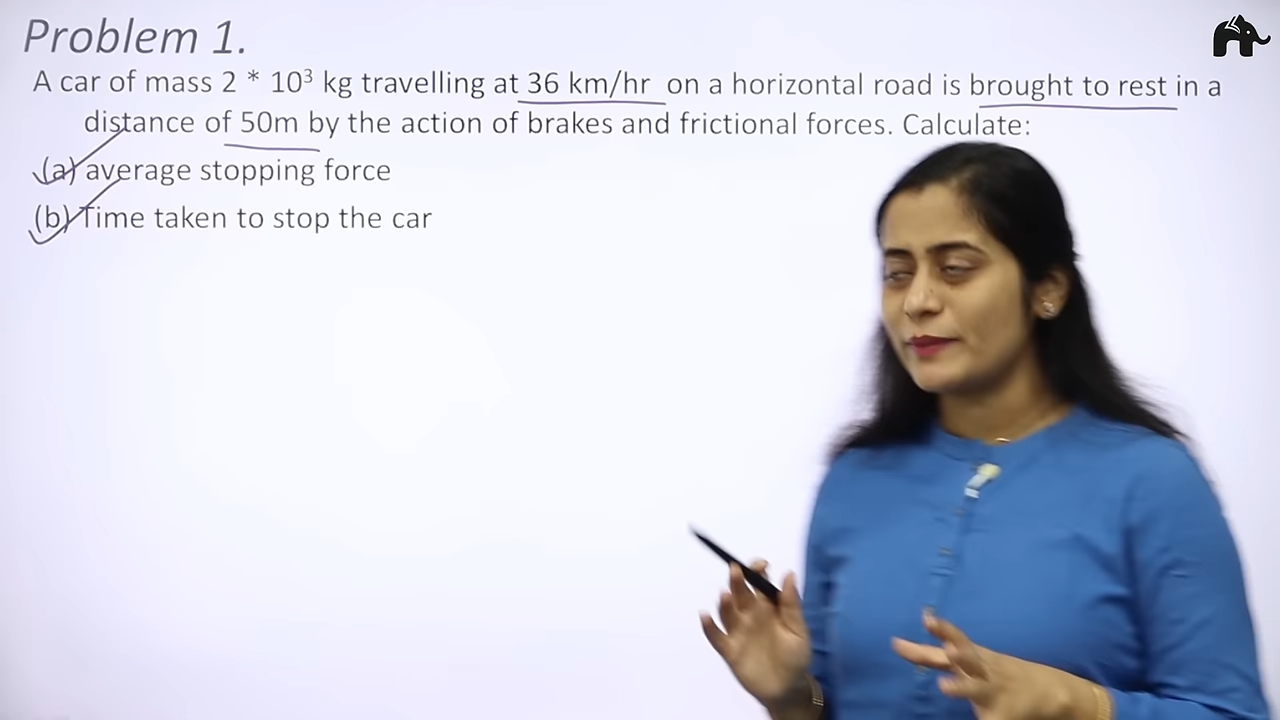 Problem 1.
A car of mass 2 * 10³ kg travelling at 36 km/hr on a horizontal road is brought to rest in a
distance of 50m by the action of brakes and frictional forces. Calculate:
(a) average stopping force
(b) Time taken to stop the car